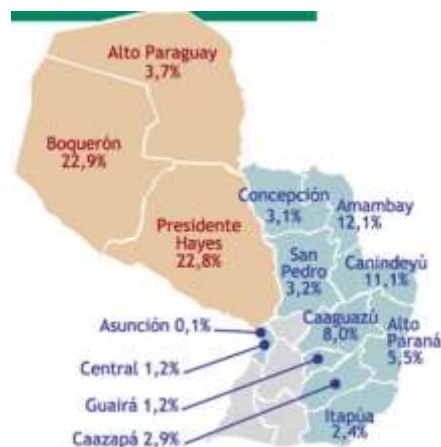 Alto Paraguay
3,7%
Boquerón
22,9%
Presidente
Hayes
22,8%
Concepción
3,1%
Amambay
12,1%
San
Pedro
3,2%
Canindeyú
11,1%
Asunción 0,1%
Caaguazú
8,0%
Alto
Paraná
5,5%
Central 1,2%
Guairá 1,2%
Itapúa
2,4%
Caazapá 2,9%